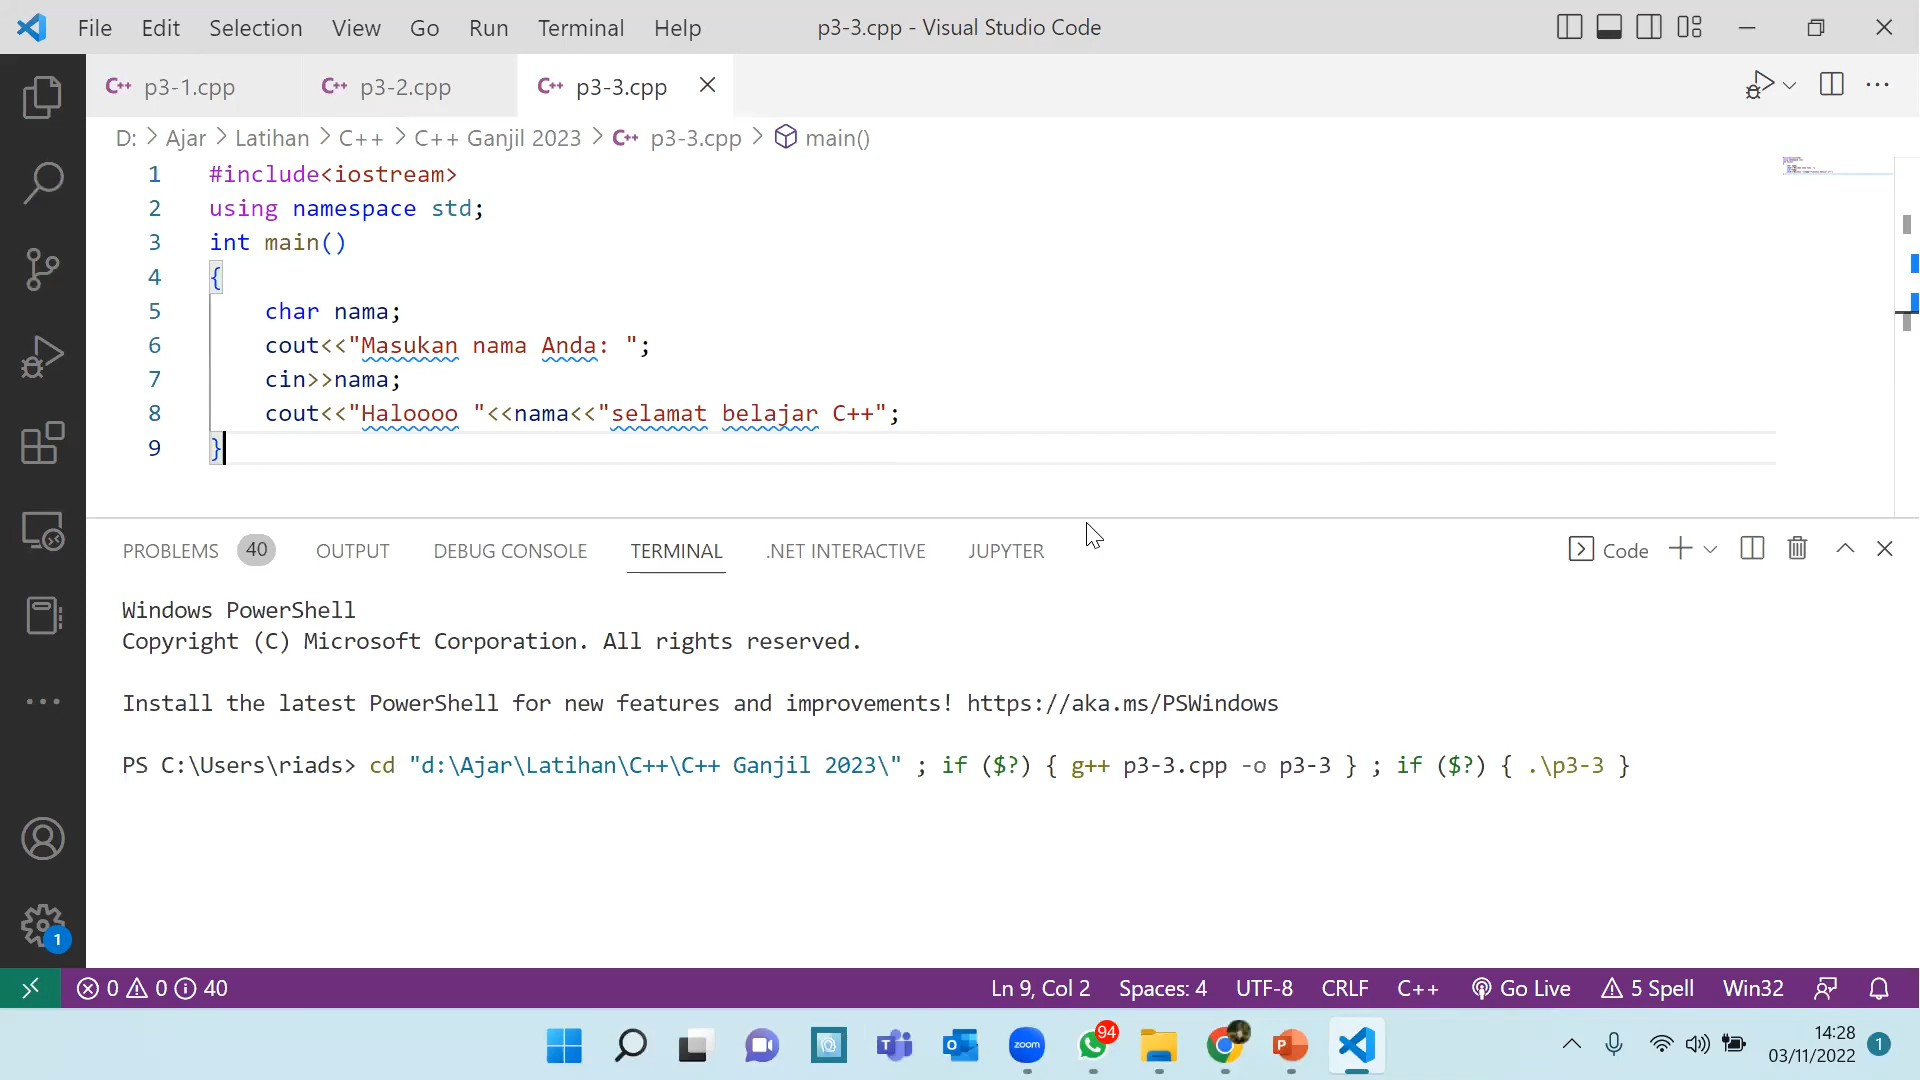 File Edit Selection View Go Run Terminal Help p3-3.cpp - Visual Studio Code
C++ p3-1.cpp C++ p3-2.cpp C++ p3-3.cpp
D: > Ajar > Latihan > C++ > C++ Ganjil 2023 > C++ p3-3.cpp > main()
1 #include<iostream>
2 using namespace std;
3 int main()
4 {
5 char nama;
6 cout<<"Masukan nama Anda: ";
7 cin>>nama;
8 cout<<"Haloooo "<<nama<<"selamat belajar C++";
9 }
PROBLEMS 40 OUTPUT DEBUG CONSOLE TERMINAL .NET INTERACTIVE JUPYTER Code
Windows PowerShell
Copyright (C) Microsoft Corporation. All rights reserved.
Install the latest PowerShell for new features and improvements! https://aka.ms/PSWindows
PS C:\Users\riads> cd "d:\Ajar\Latihan\C++\C++ Ganjil 2023\" ; if ($?) { g++ p3-3.cpp -o p3-3 } ; if ($?) { .\p3-3 }
1
0 0 40 Ln 9, Col 2 Spaces: 4 UTF-8 CRLF C++ Go Live 5 Spell Win32
zoom 94 14:28 1
03/11/2022